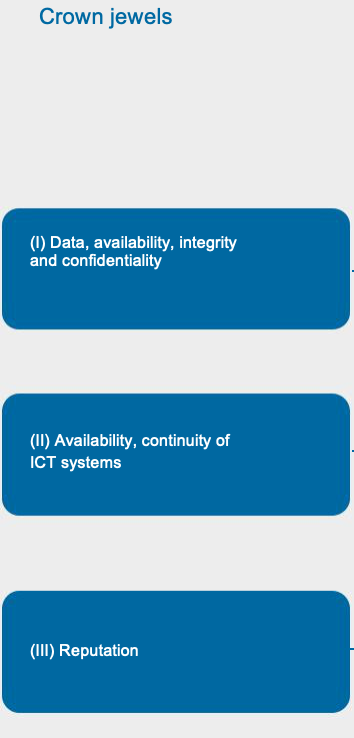 Crown jewels
(I) Data, availability, integrity
and confidentiality
(II) Availability, continuity of
ICT systems
(III) Reputation